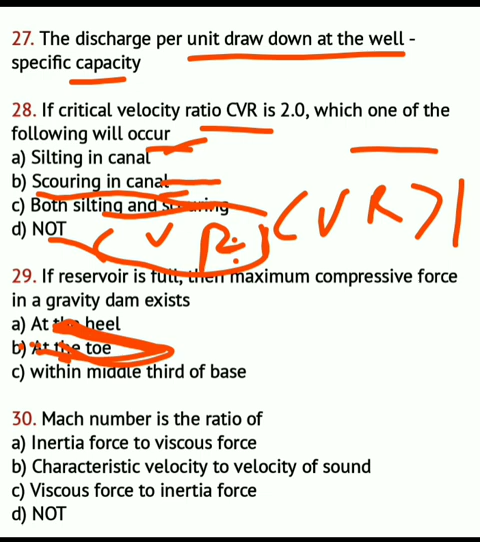 27. The discharge per unit draw down at the well -
specific capacity
28. If critical velocity ratio CVR is 2.0, which one of the
following will occur
a) Silting in canal
b) Scouring in canal
c) Both silting and scouring
d) NOT
CVR>1
29. If reservoir is full, then maximum compressive force
in a gravity dam exists
a) At the heel
b) At the toe
c) within middle third of base
30. Mach number is the ratio of
a) Inertia force to viscous force
b) Characteristic velocity to velocity of sound
c) Viscous force to inertia force
d) NOT